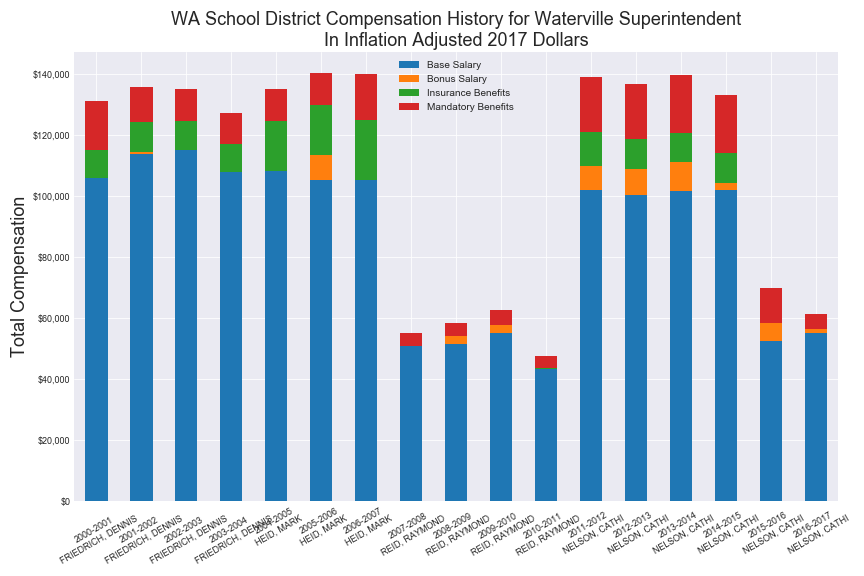 WA School District Compensation History for Waterville Superintendent
In Inflation Adjusted 2017 Dollars
Base Salary
Bonus Salary
Insurance Benefits
Mandatory Benefits
Total Compensation
$140,000
$120,000
$100,000
$80,000
$60,000
$40,000
$20,000
$0
2000-2001
FRIEDRICH, DENNIS
2001-2002
FRIEDRICH, DENNIS
2002-2003
FRIEDRICH, DENNIS
2003-2004
FRIEDRICH, DENNIS
2004-2005
HEID, MARK
2005-2006
HEID, MARK
2006-2007
HEID, MARK
2007-2008
REID, RAYMOND
2008-2009
REID, RAYMOND
2009-2010
REID, RAYMOND
2010-2011
REID, RAYMOND
2011-2012
NELSON, CATHI
2012-2013
NELSON, CATHI
2013-2014
NELSON, CATHI
2014-2015
NELSON, CATHI
2015-2016
NELSON, CATHI
2016-2017
NELSON, CATHI